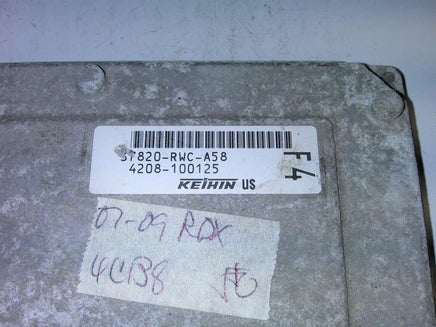 37820-RWC-A58
4208-100125
KEIHIN US
F4
07-09 RDX
4C138